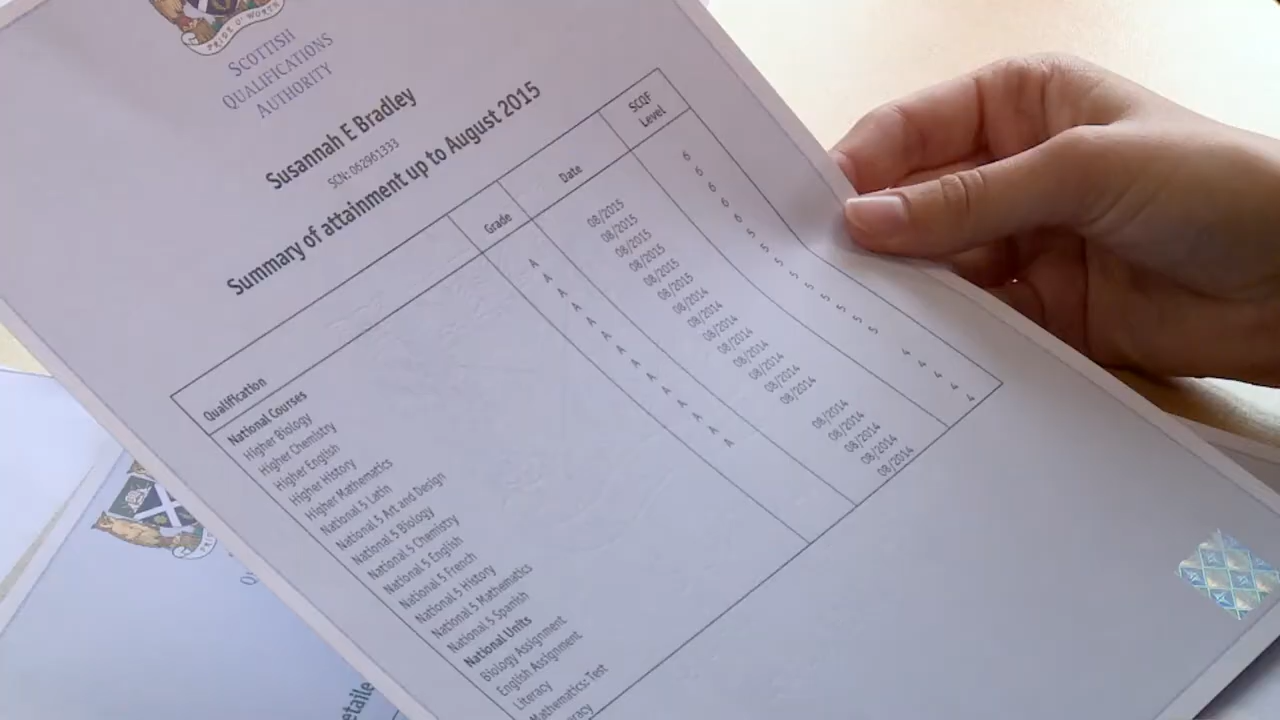 PRIDE O' WORTH
SCOTTISH
QUALIFICATIONS
AUTHORITY
Susannah E Bradley
SCN: 062961333
Summary of attainment up to August 2015
Qualification Grade Date SCQF Level
National Courses
Higher Biology A 08/2015 6
Higher Chemistry A 08/2015 6
Higher English A 08/2015 6
Higher History A 08/2015 6
Higher Mathematics A 08/2015 6
National 5 Latin A 08/2015 5
National 5 Art and Design A 08/2014 5
National 5 Biology A 08/2014 5
National 5 Chemistry A 08/2014 5
National 5 English A 08/2014 5
National 5 French A 08/2014 5
National 5 History A 08/2014 5
National 5 Mathematics A 08/2014 5
National 5 Spanish A 08/2014 5
National Units
Biology Assignment 08/2014 4
English Assignment 08/2014 4
Literacy 08/2014 4
Mathematics: Test 08/2014 4
racy 08/2014 4
etaile